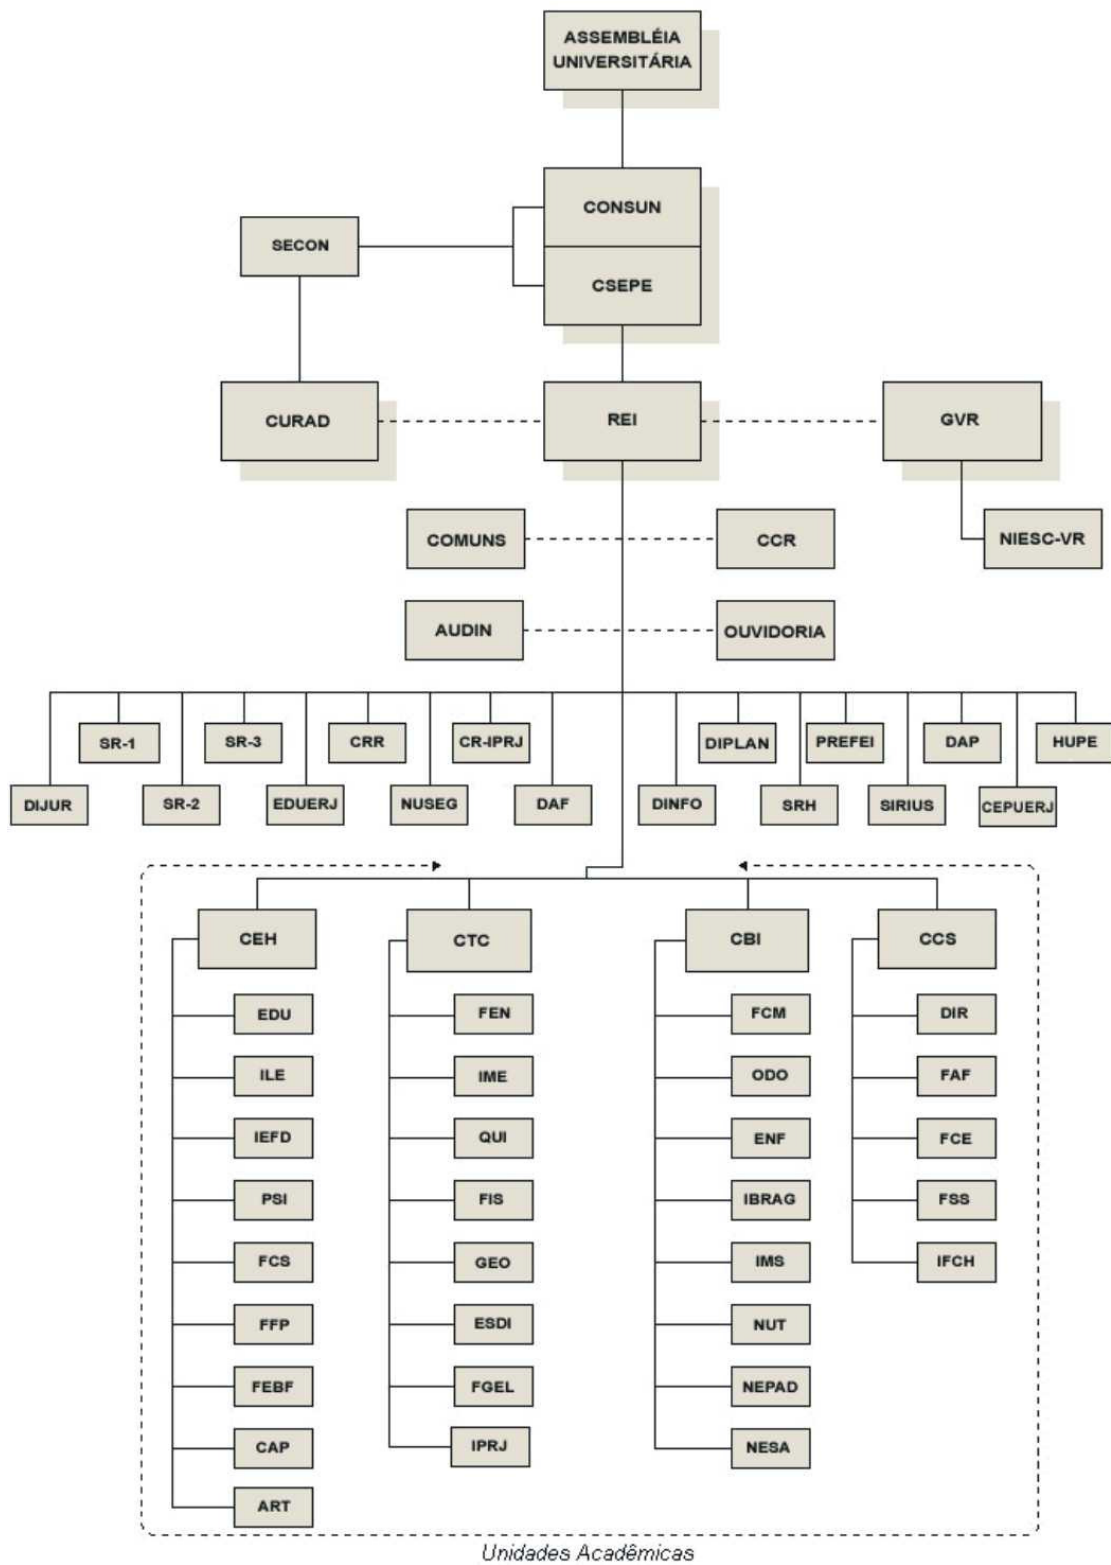 ASSEMBLÉIA
UNIVERSITÁRIA
CONSUN
SECON
CSEPE
CURAD
REI
GVR
COMUNS
CCR
NIESC-VR
AUDIN
OUVIDORIA
SR-1
SR-3
CRR
CR-IPRJ
DIPLAN
PREFEI
DAP
HUPE
DIJUR
SR-2
EDUERJ
NUSEG
DAF
DINFO
SRH
SIRIUS
CEPUERJ
CEH
CTC
CBI
CCS
EDU
FEN
FCM
DIR
ILE
IME
ODO
FAF
IEFD
QUI
ENF
FCE
PSI
FIS
IBRAG
FSS
FCS
GEO
IMS
IFCH
FFP
ESDI
NUT
FEBF
FGEL
NEPAD
CAP
IPRJ
NESA
ART
Unidades Acadêmicas